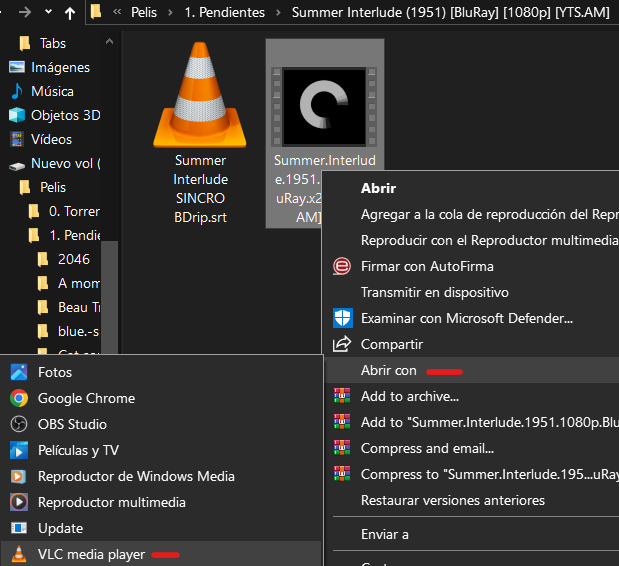 « Pelis › 1. Pendientes › Summer Interlude (1951) [BluRay] [1080p] [YTS.AM]
Tabs
Imágenes
Música
Objetos 3D
Vídeos
Nuevo vol (
Pelis
0. Torrer
1. Pendie
2046
A mom
Beau Tr
blue.-s
Summer
Interlude
SINCRO
BDrip.srt
Summer.Interlud
e.1951.
uRay.x2
AM]
Abrir
Agregar a la cola de reproducción del Repr
Reproducir con el Reproductor multimedia
Firmar con AutoFirma
Transmitir en dispositivo
Examinar con Microsoft Defender...
Compartir
Abrir con
Add to archive...
Add to "Summer.Interlude.1951.1080p.Blu
Compress and email...
Compress to "Summer.Interlude.195...uRay
Restaurar versiones anteriores
Enviar a
Fotos
Google Chrome
OBS Studio
Películas y TV
Reproductor de Windows Media
Reproductor multimedia
Update
VLC media player